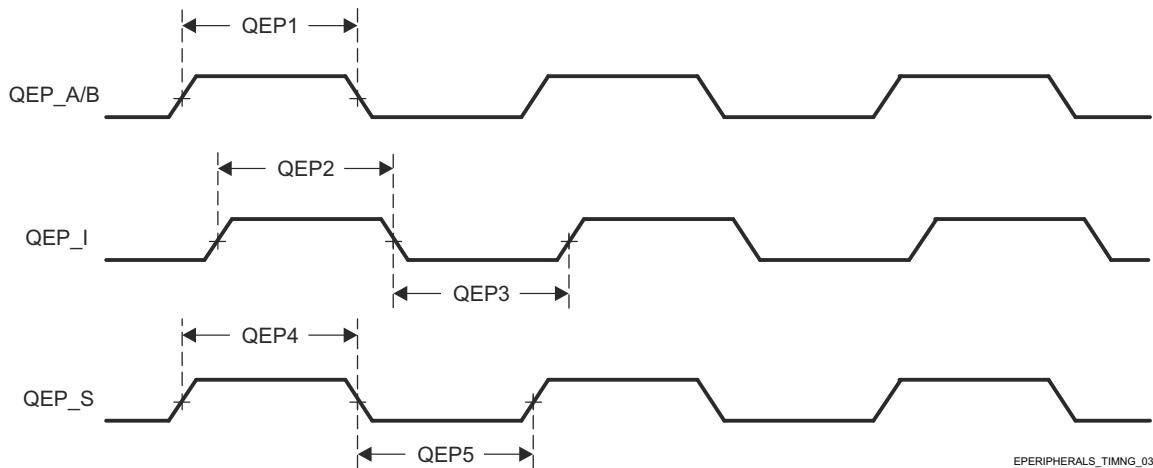 QEP1
QEP_A/B
QEP2
QEP_I
QEP3
QEP4
QEP_S
QEP5
EPERIPHERALS_TIMNG_03